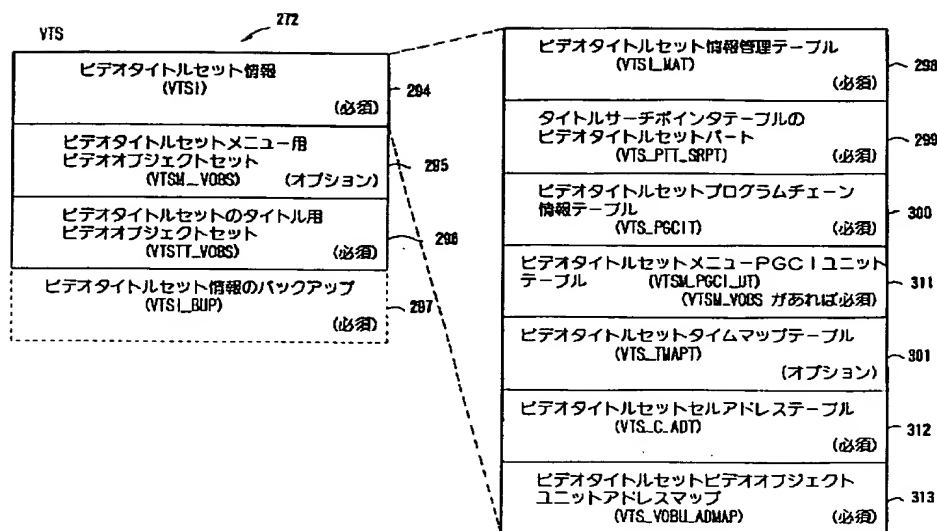 VTS
272
ビデオタイトルセット情報
(VTSI)
(必須)
294
ビデオタイトルセットメニュー用
ビデオオブジェクトセット
(VTSM_VOBS) (オプション)
295
ビデオタイトルセットのタイトル用
ビデオオブジェクトセット
(VTSTT_VOBS) (必須)
296
ビデオタイトルセット情報のバックアップ
(VTSI_BUP)
(必須)
297
ビデオタイトルセット情報管理テーブル
(VTSI_MAT)
(必須)
298
タイトルサーチポインタテーブルの
ビデオタイトルセットパート
(VTS_PTT_SRPT) (必須)
299
ビデオタイトルセットプログラムチェーン
情報テーブル
(VTS_PGCIT) (必須)
300
ビデオタイトルセットメニューPGCIユニット
テーブル (VTSM_PGCI_UT)
(VTSM_VOBS があれば必須)
311
ビデオタイトルセットタイムマップテーブル
(VTS_TMAPT)
(オプション)
301
ビデオタイトルセットセルアドレステーブル
(VTS_C_ADT)
(必須)
312
ビデオタイトルセットビデオオブジェクト
ユニットアドレスマップ
(VTS_VOBU_ADMAP) (必須)
313